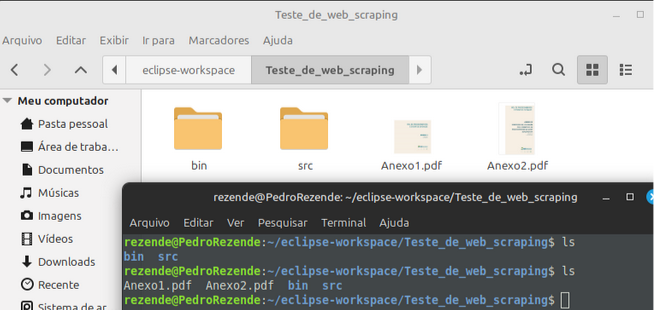 Teste_de_web_scraping
Arquivo Editar Exibir Ir para Marcadores Ajuda
eclipse-workspace Teste_de_web_scraping
Meu computador
Pasta pessoal
Área de traba...
Documentos
Músicas
Imagens
Vídeos
Downloads
Recente
Sistema de ar
bin src Anexo1.pdf Anexo2.pdf
rezende@PedroRezende: ~/eclipse-workspace/Teste_de_web_scraping
Arquivo Editar Ver Pesquisar Terminal Ajuda
rezende@PedroRezende:~/eclipse-workspace/Teste_de_web_scraping$ ls
bin src
rezende@PedroRezende:~/eclipse-workspace/Teste_de_web_scraping$ ls
Anexo1.pdf Anexo2.pdf bin src
rezende@PedroRezende:~/eclipse-workspace/Teste_de_web_scraping$